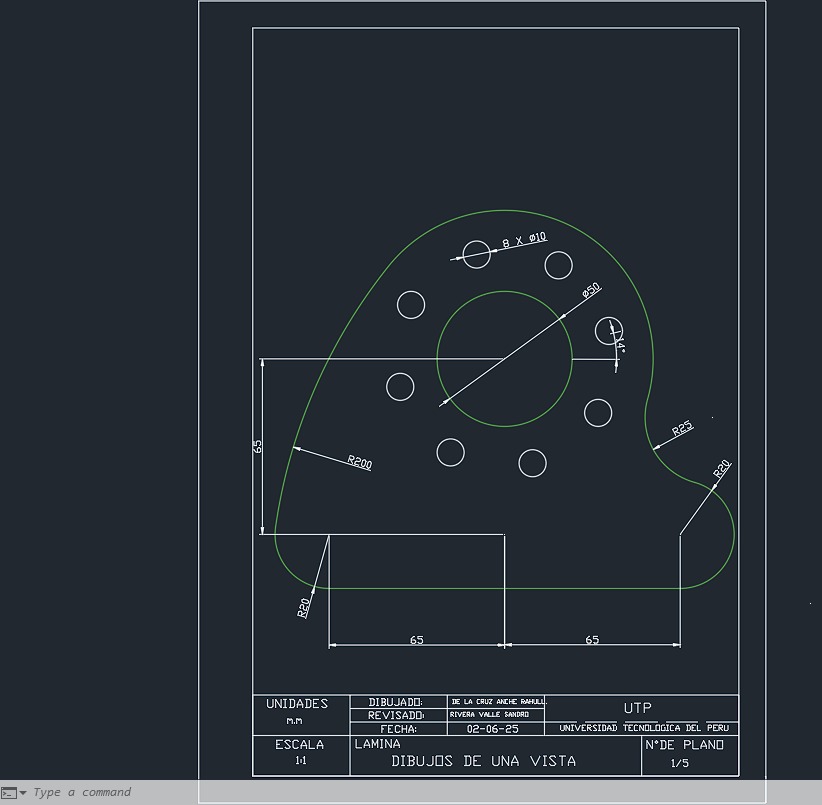 8 X Ø10
Ø50
14°
R25
65
R200
R20
R20
65
65
UNIDADES
m.m
DIBUJADO:
DE LA CRUZ ANCHE RAHULL.
REVISADO:
RIVERA VALLE SANDRO
FECHA:
02-06-25
UTP
UNIVERSIDAD TECNOLOGICA DEL PERU
ESCALA
1:1
LAMINA
DIBUJOS DE UNA VISTA
N°DE PLANO
1/5
Type a command